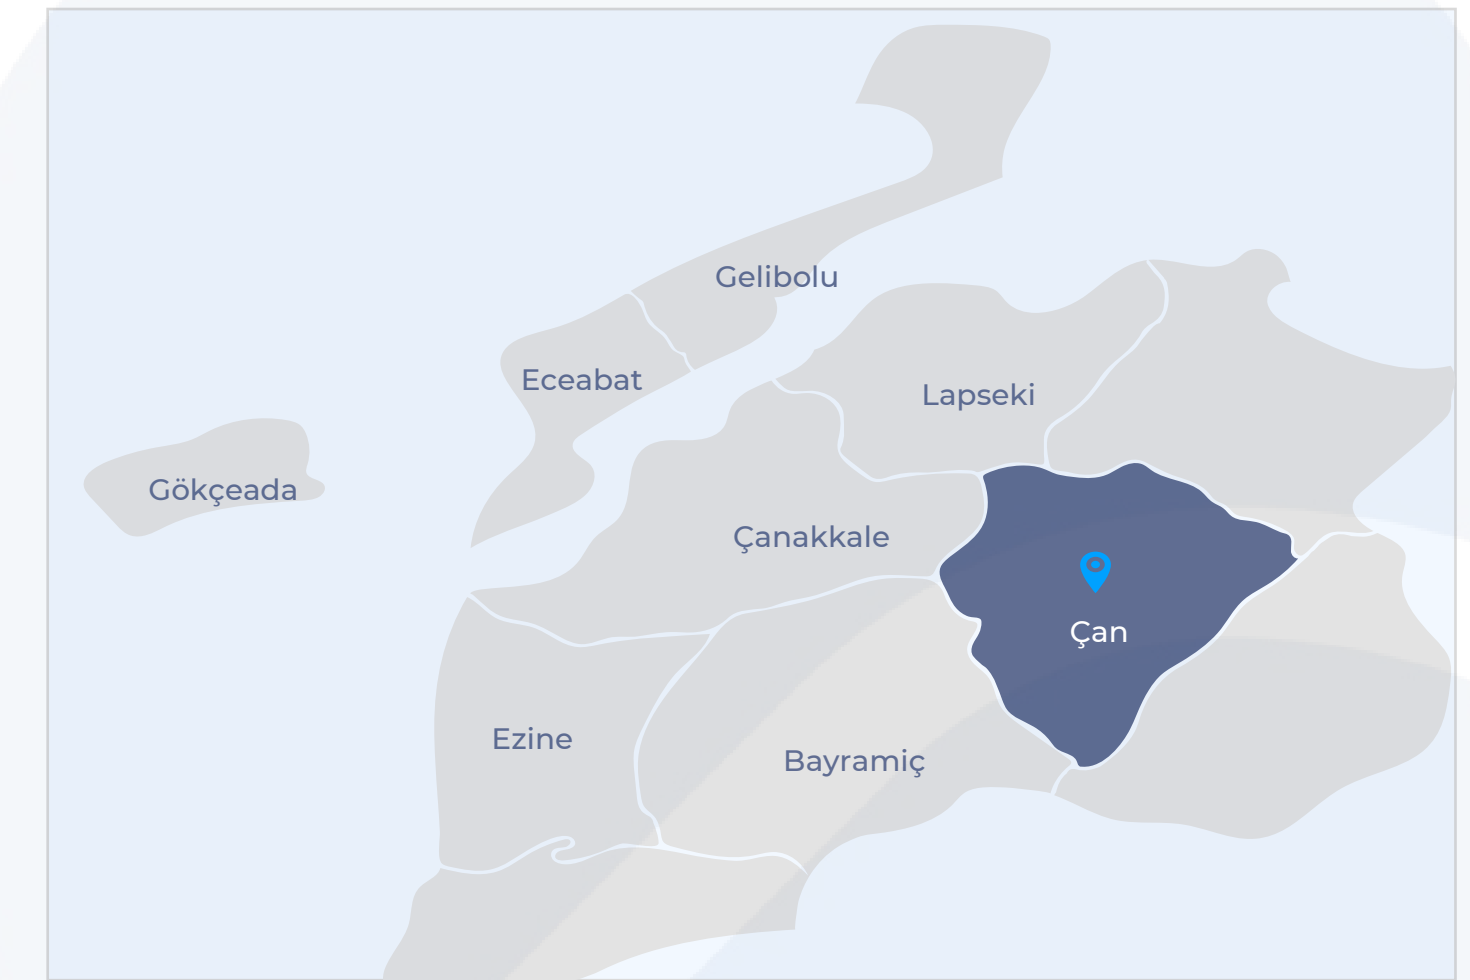 Gelibolu
Eceabat
Lapseki
Gökçeada
Çanakkale
Çan
Ezine
Bayramiç